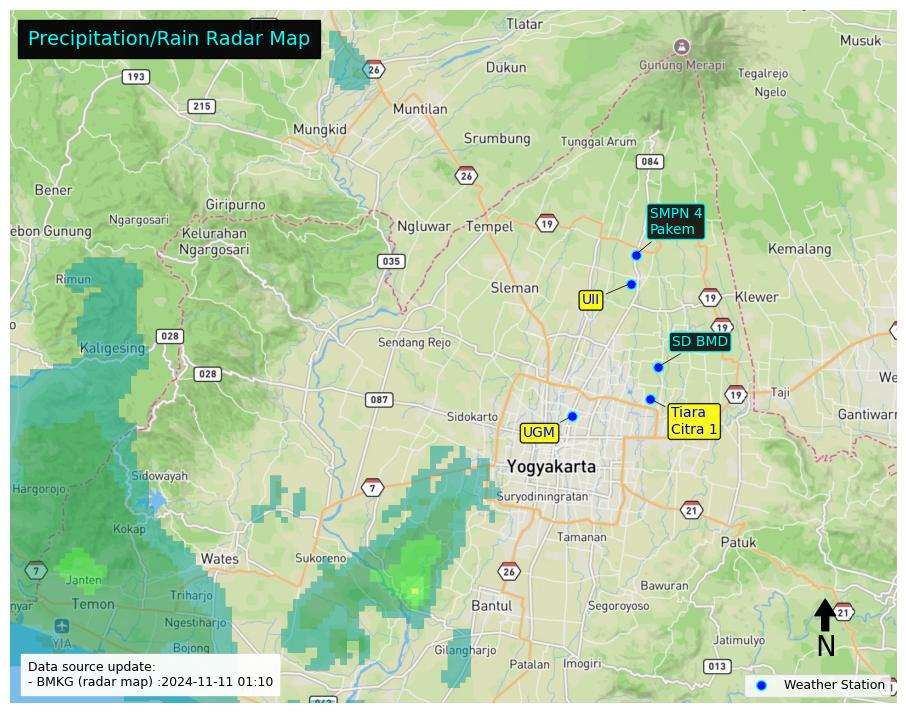 Precipitation/Rain Radar Map
Tlatar
Musuk
193
26
Dukun
Gunung Merapi
Tegalrejo
Ngelo
215
Muntilan
Mungkid
Srumbung
Tunggal Arum
084
26
Bener
Giripurno
Ngargosari
ebon Gunung
Kelurahan
Ngargosari
Ngluwar
Tempel
19
SMPN 4
Pakem
Kemalang
035
Rimun
Sleman
UII
19
Klewer
19
028
Kaligesing
Sendang Rejo
SD BMD
028
087
19
Taji
We
Sidokarto
UGM
Tiara
Citra 1
Gantiwarn
Yogyakarta
Sidowayah
Hargorojo
7
Suryodiningratan
21
Kokap
Tamanan
Patuk
Wates
Sukoreno
7
Janten
26
Bawuran
Temon
Triharjo
Bantul
Segoroyoso
21
nyar
Ngestiharjo
YIA
Bojong
Gilangharjo
Jatimulyo
N
Patalan
Imogiri
013
Data source update:
- BMKG (radar map) :2024-11-11 01:10
Weather Station